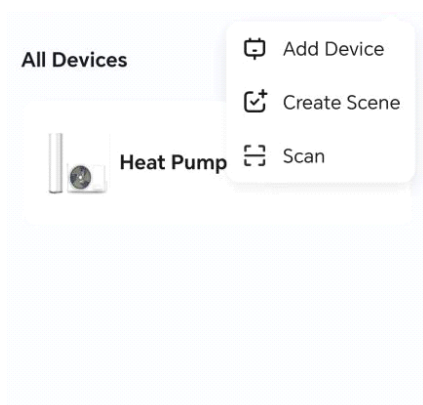 All Devices
Add Device
Create Scene
Scan
Heat Pump